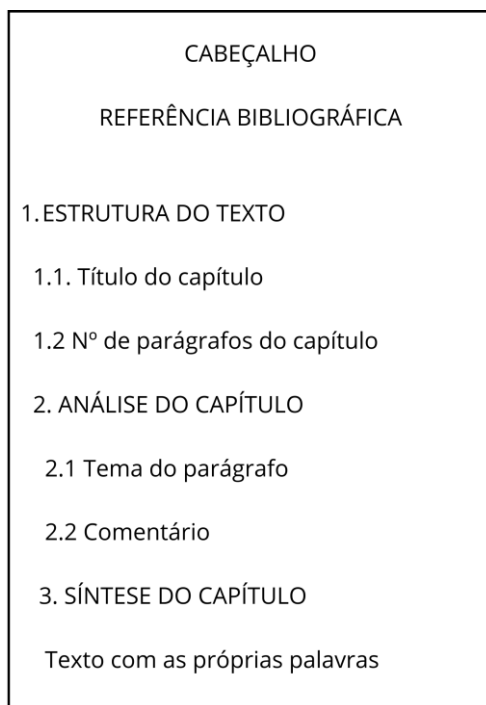 CABEÇALHO
REFERÊNCIA BIBLIOGRÁFICA
1. ESTRUTURA DO TEXTO
1.1. Título do capítulo
1.2 Nº de parágrafos do capítulo
2. ANÁLISE DO CAPÍTULO
2.1 Tema do parágrafo
2.2 Comentário
3. SÍNTESE DO CAPÍTULO
Texto com as próprias palavras